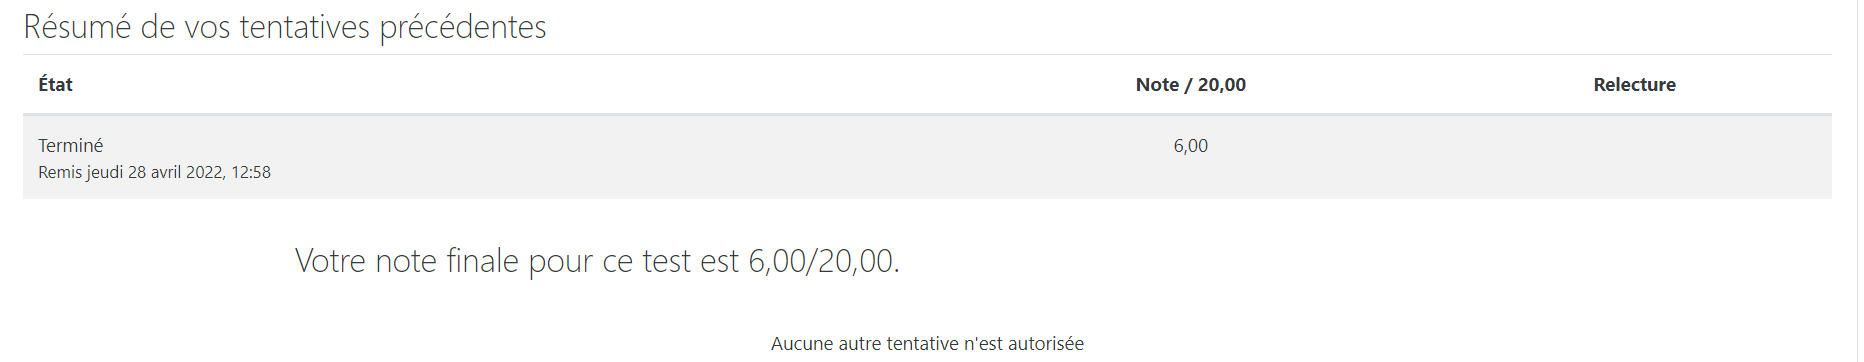 Résumé de vos tentatives précédentes
État Note / 20,00 Relecture
Terminé 6,00
Remis jeudi 28 avril 2022, 12:58
Votre note finale pour ce test est 6,00/20,00.
Aucune autre tentative n'est autorisée